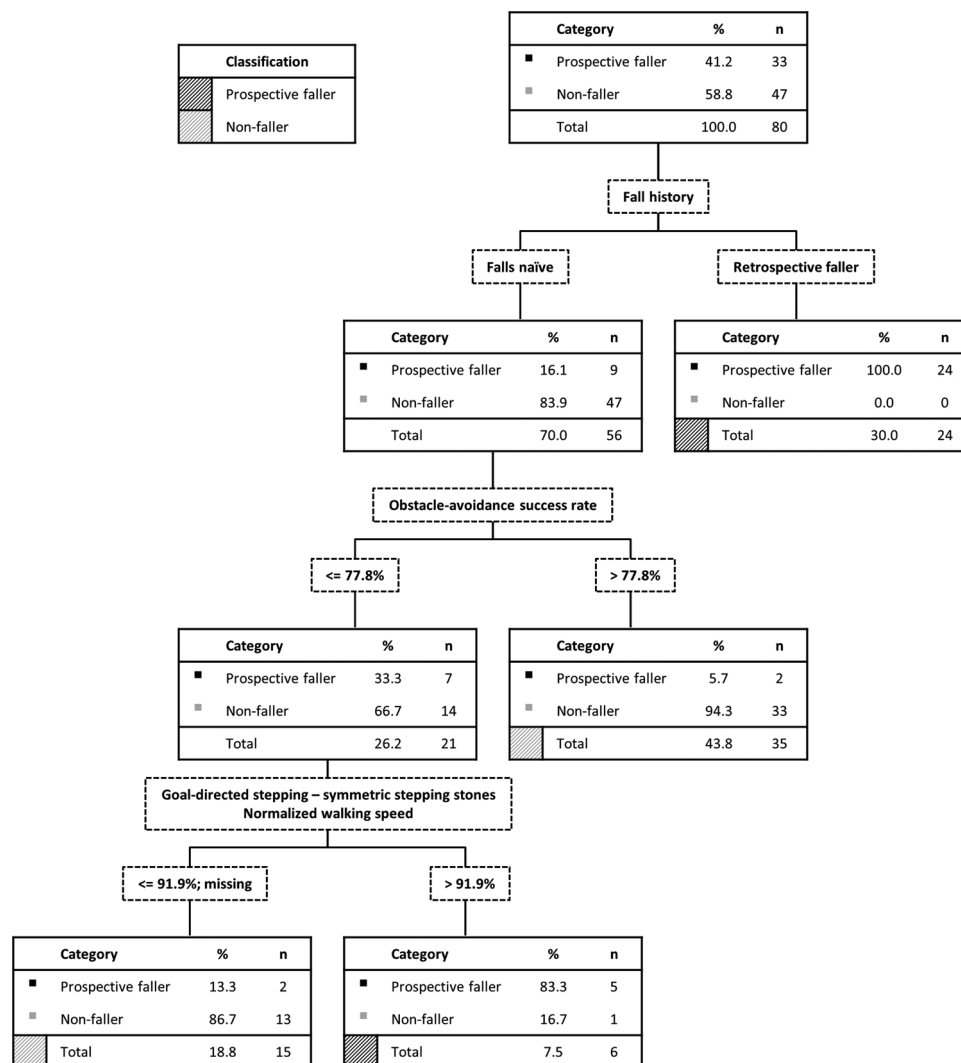 Category % n
Prospective faller 41.2 33
Non-faller 58.8 47
Total 100.0 80
Classification
Prospective faller
Non-faller
Fall history
Falls naïve
Retrospective faller
Category % n
Prospective faller 16.1 9
Non-faller 83.9 47
Total 70.0 56
Category % n
Prospective faller 100.0 24
Non-faller 0.0 0
Total 30.0 24
Obstacle-avoidance success rate
<= 77.8%
> 77.8%
Category % n
Prospective faller 33.3 7
Non-faller 66.7 14
Total 26.2 21
Category % n
Prospective faller 5.7 2
Non-faller 94.3 33
Total 43.8 35
Goal-directed stepping – symmetric stepping stones
Normalized walking speed
<= 91.9%; missing
> 91.9%
Category % n
Prospective faller 13.3 2
Non-faller 86.7 13
Total 18.8 15
Category % n
Prospective faller 83.3 5
Non-faller 16.7 1
Total 7.5 6